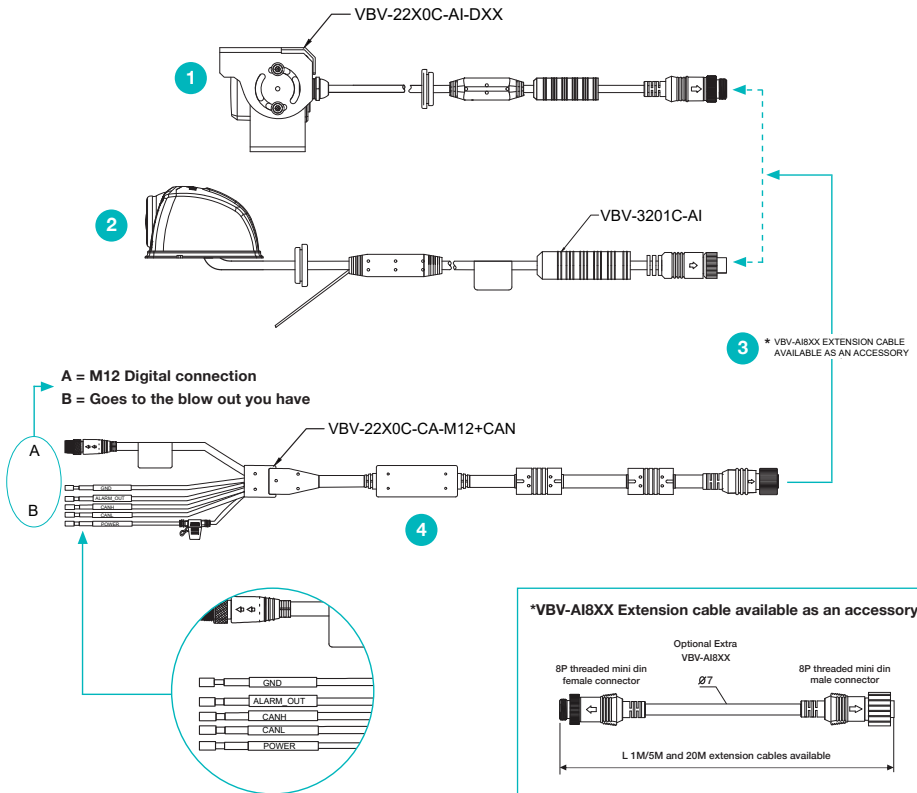 VBV-22X0C-AI-DXX
1
2
VBV-3201C-AI
3
* VBV-AI8XX EXTENSION CABLE
AVAILABLE AS AN ACCESSORY
A = M12 Digital connection
B = Goes to the blow out you have
VBV-22X0C-CA-M12+CAN
A
B
GND
ALARM_OUT
CANH
CANL
POWER
4
GND
ALARM_OUT
CANH
CANL
POWER
*VBV-AI8XX Extension cable available as an accessory
Optional Extra
VBV-AI8XX
8P threaded mini din
female connector
Ø7
8P threaded mini din
male connector
L 1M/5M and 20M extension cables available